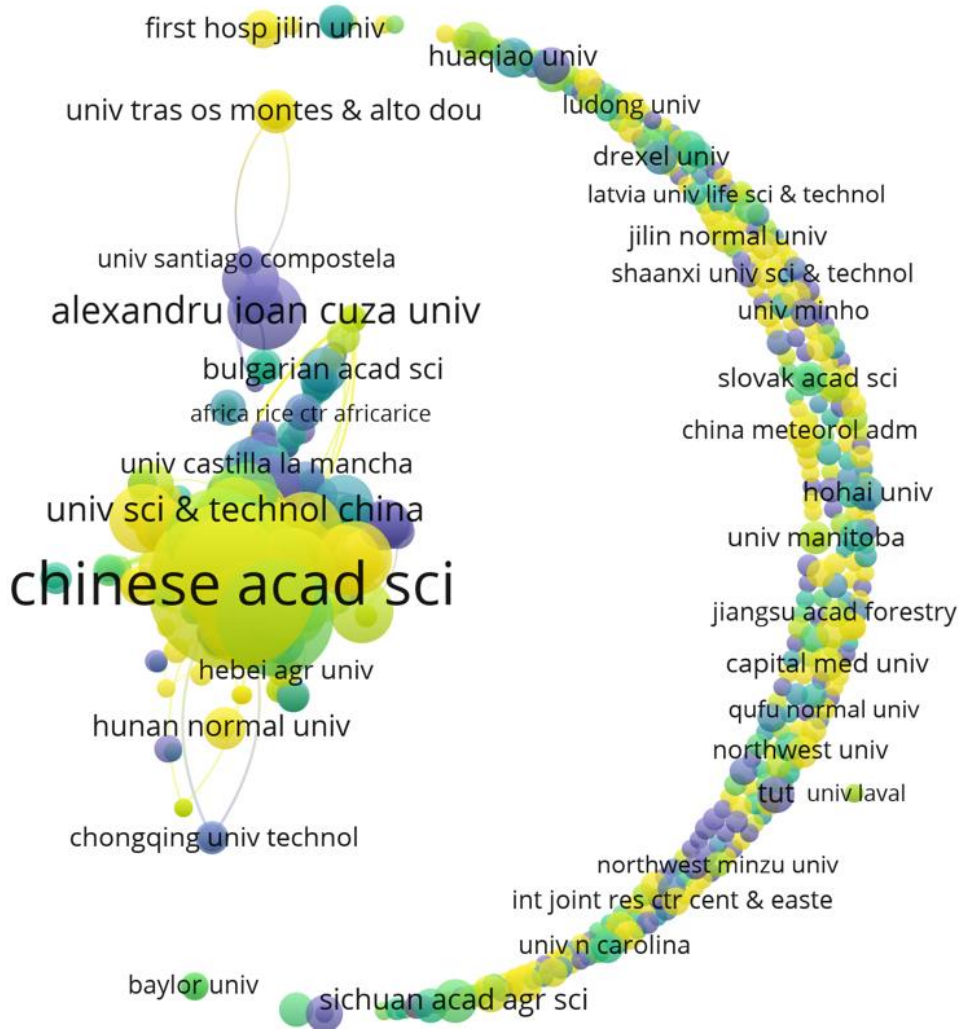 first hosp jilin univ
huaqiao univ
univ tras os montes & alto dou
ludong univ
drexel univ
latvia univ life sci & technol
jilin normal univ
univ santiago compostela
shaanxi univ sci & technol
alexandru ioan cuza univ
univ minho
bulgarian acad sci
slovak acad sci
africa rice ctr africarice
china meteorol adm
univ castilla la mancha
hohai univ
univ sci & technol china
univ manitoba
chinese acad sci
jiangsu acad forestry
capital med univ
hebei agr univ
qufu normal univ
hunan normal univ
northwest univ
tut
univ laval
chongqing univ technol
northwest minzu univ
int joint res ctr cent & easte
univ n carolina
baylor univ
sichuan acad agr sci